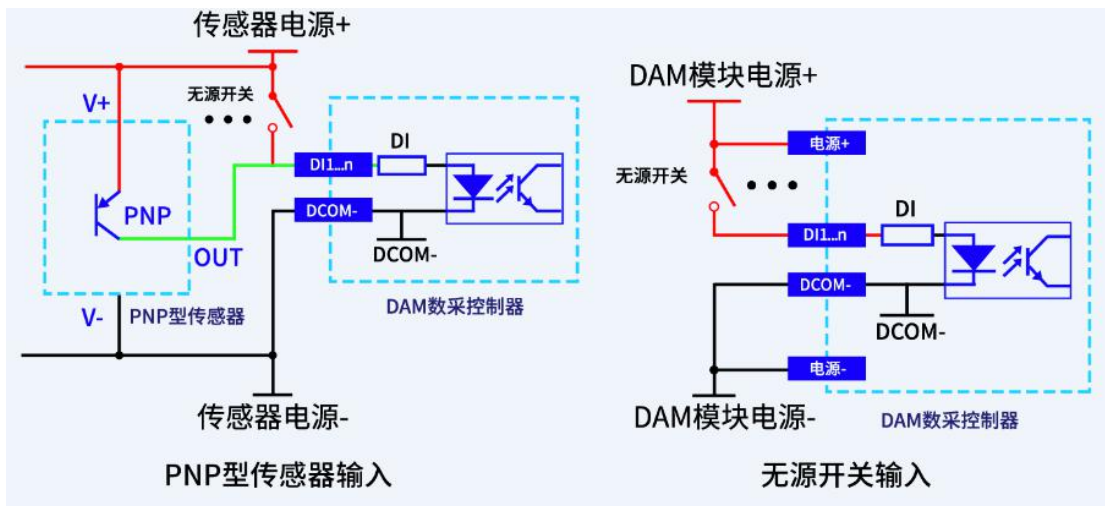 传感器电源+
无源开关
V+
DI
DI1...n
PNP
DCOM-
OUT
DCOM-
V-
PNP型传感器
DAM数采控制器
传感器电源-
PNP型传感器输入
DAM模块电源+
电源+
无源开关
DI
DI1...n
DCOM-
DCOM-
电源-
DAM模块电源-
DAM数采控制器
无源开关输入